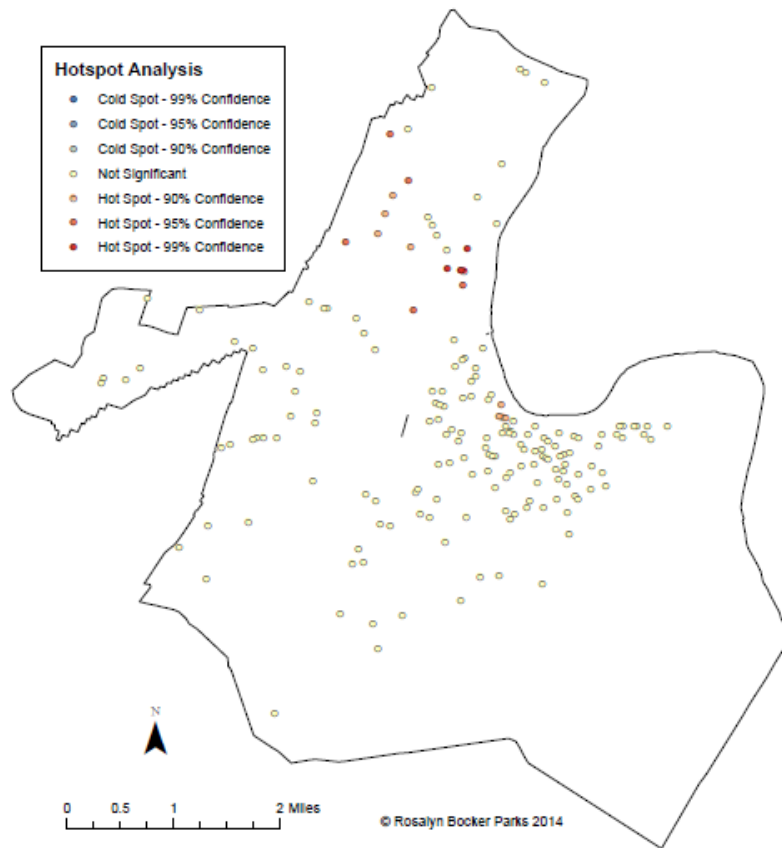 Hotspot Analysis
Cold Spot - 99% Confidence
Cold Spot - 95% Confidence
Cold Spot - 90% Confidence
Not Significant
Hot Spot - 90% Confidence
Hot Spot - 95% Confidence
Hot Spot - 99% Confidence
N
0 0.5 1 2 Miles
© Rosalyn Bocker Parks 2014